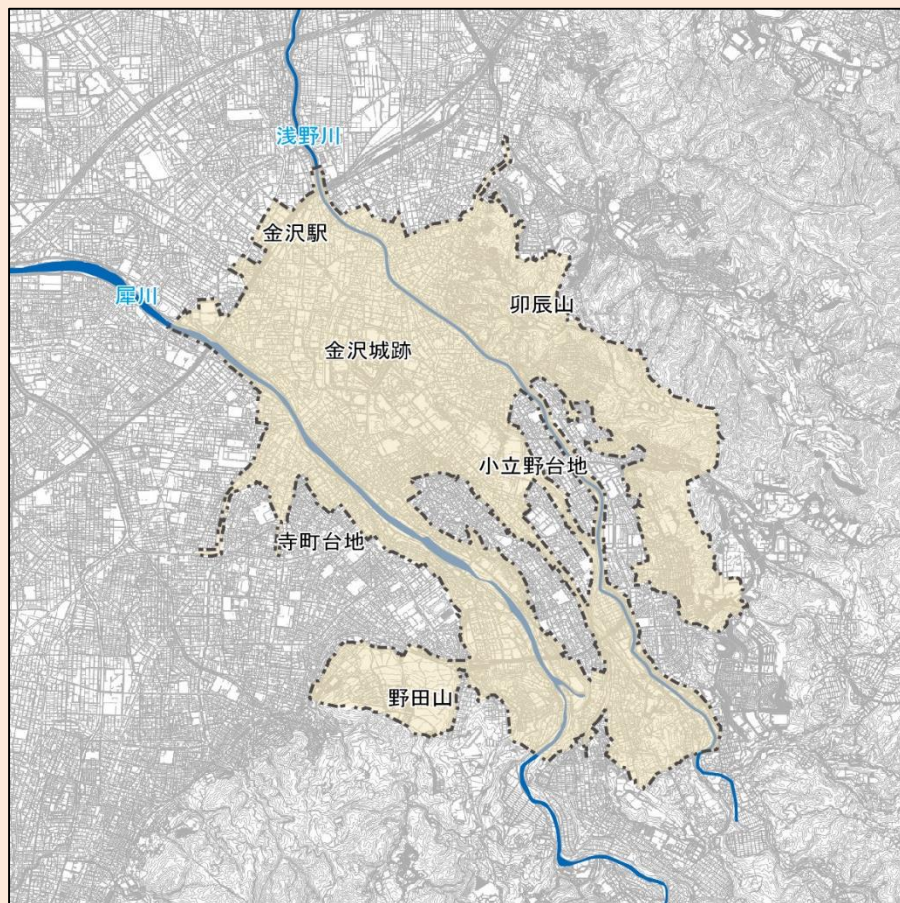 浅野川
金沢駅
犀川
卯辰山
金沢城跡
小立野台地
寺町台地
野田山